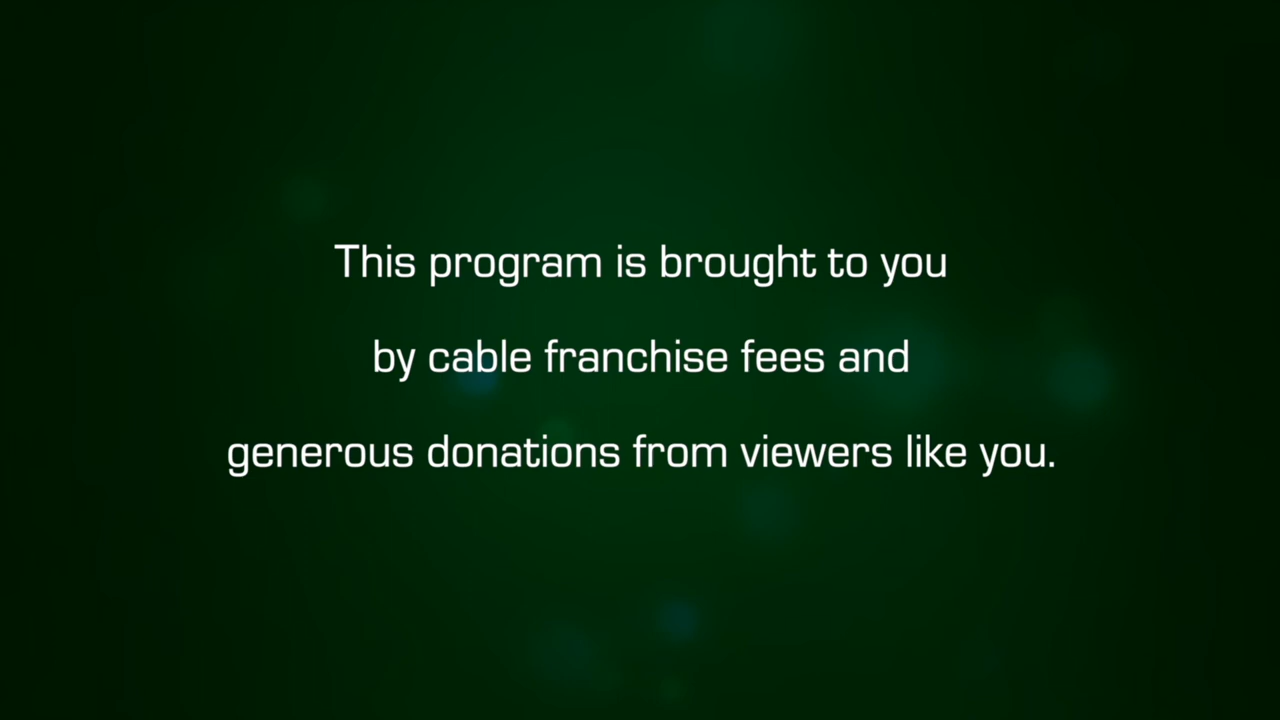 This program is brought to you
by cable franchise fees and
generous donations from viewers like you.